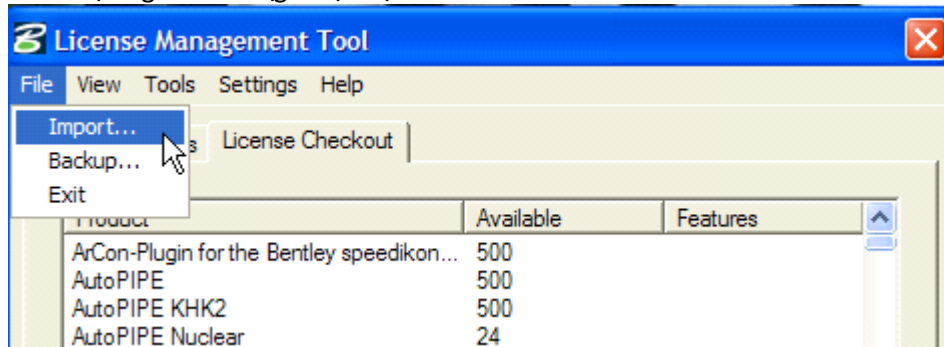 License Management Tool
File View Tools Settings Help
Import...
Backup...
Exit
License Checkout
Product Available Features
ArCon-Plugin for the Bentley speedikon... 500
AutoPIPE 500
AutoPIPE KHK2 500
AutoPIPE Nuclear 24